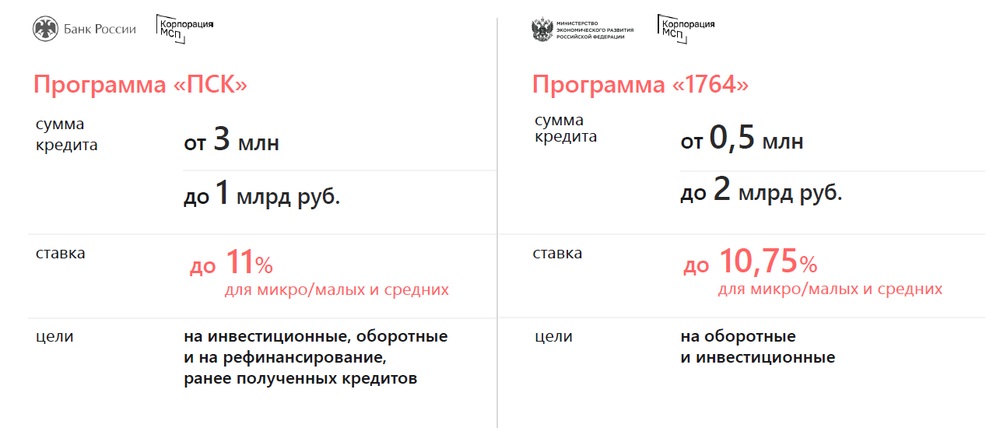 Банк России
Корпорация
МСП
Программа «ПСК»
сумма
кредита
от 3 млн
до 1 млрд руб.
ставка
до 11%
для микро/малых и средних
цели
на инвестиционные, оборотные
и на рефинансирование,
ранее полученных кредитов
МИНИСТЕРСТВО
ЭКОНОМИЧЕСКОГО РАЗВИТИЯ
РОССИЙСКОЙ ФЕДЕРАЦИИ
Корпорация
МСП
Программа «1764»
сумма
кредита
от 0,5 млн
до 2 млрд руб.
ставка
до 10,75%
для микро/малых и средних
цели
на оборотные
и инвестиционные